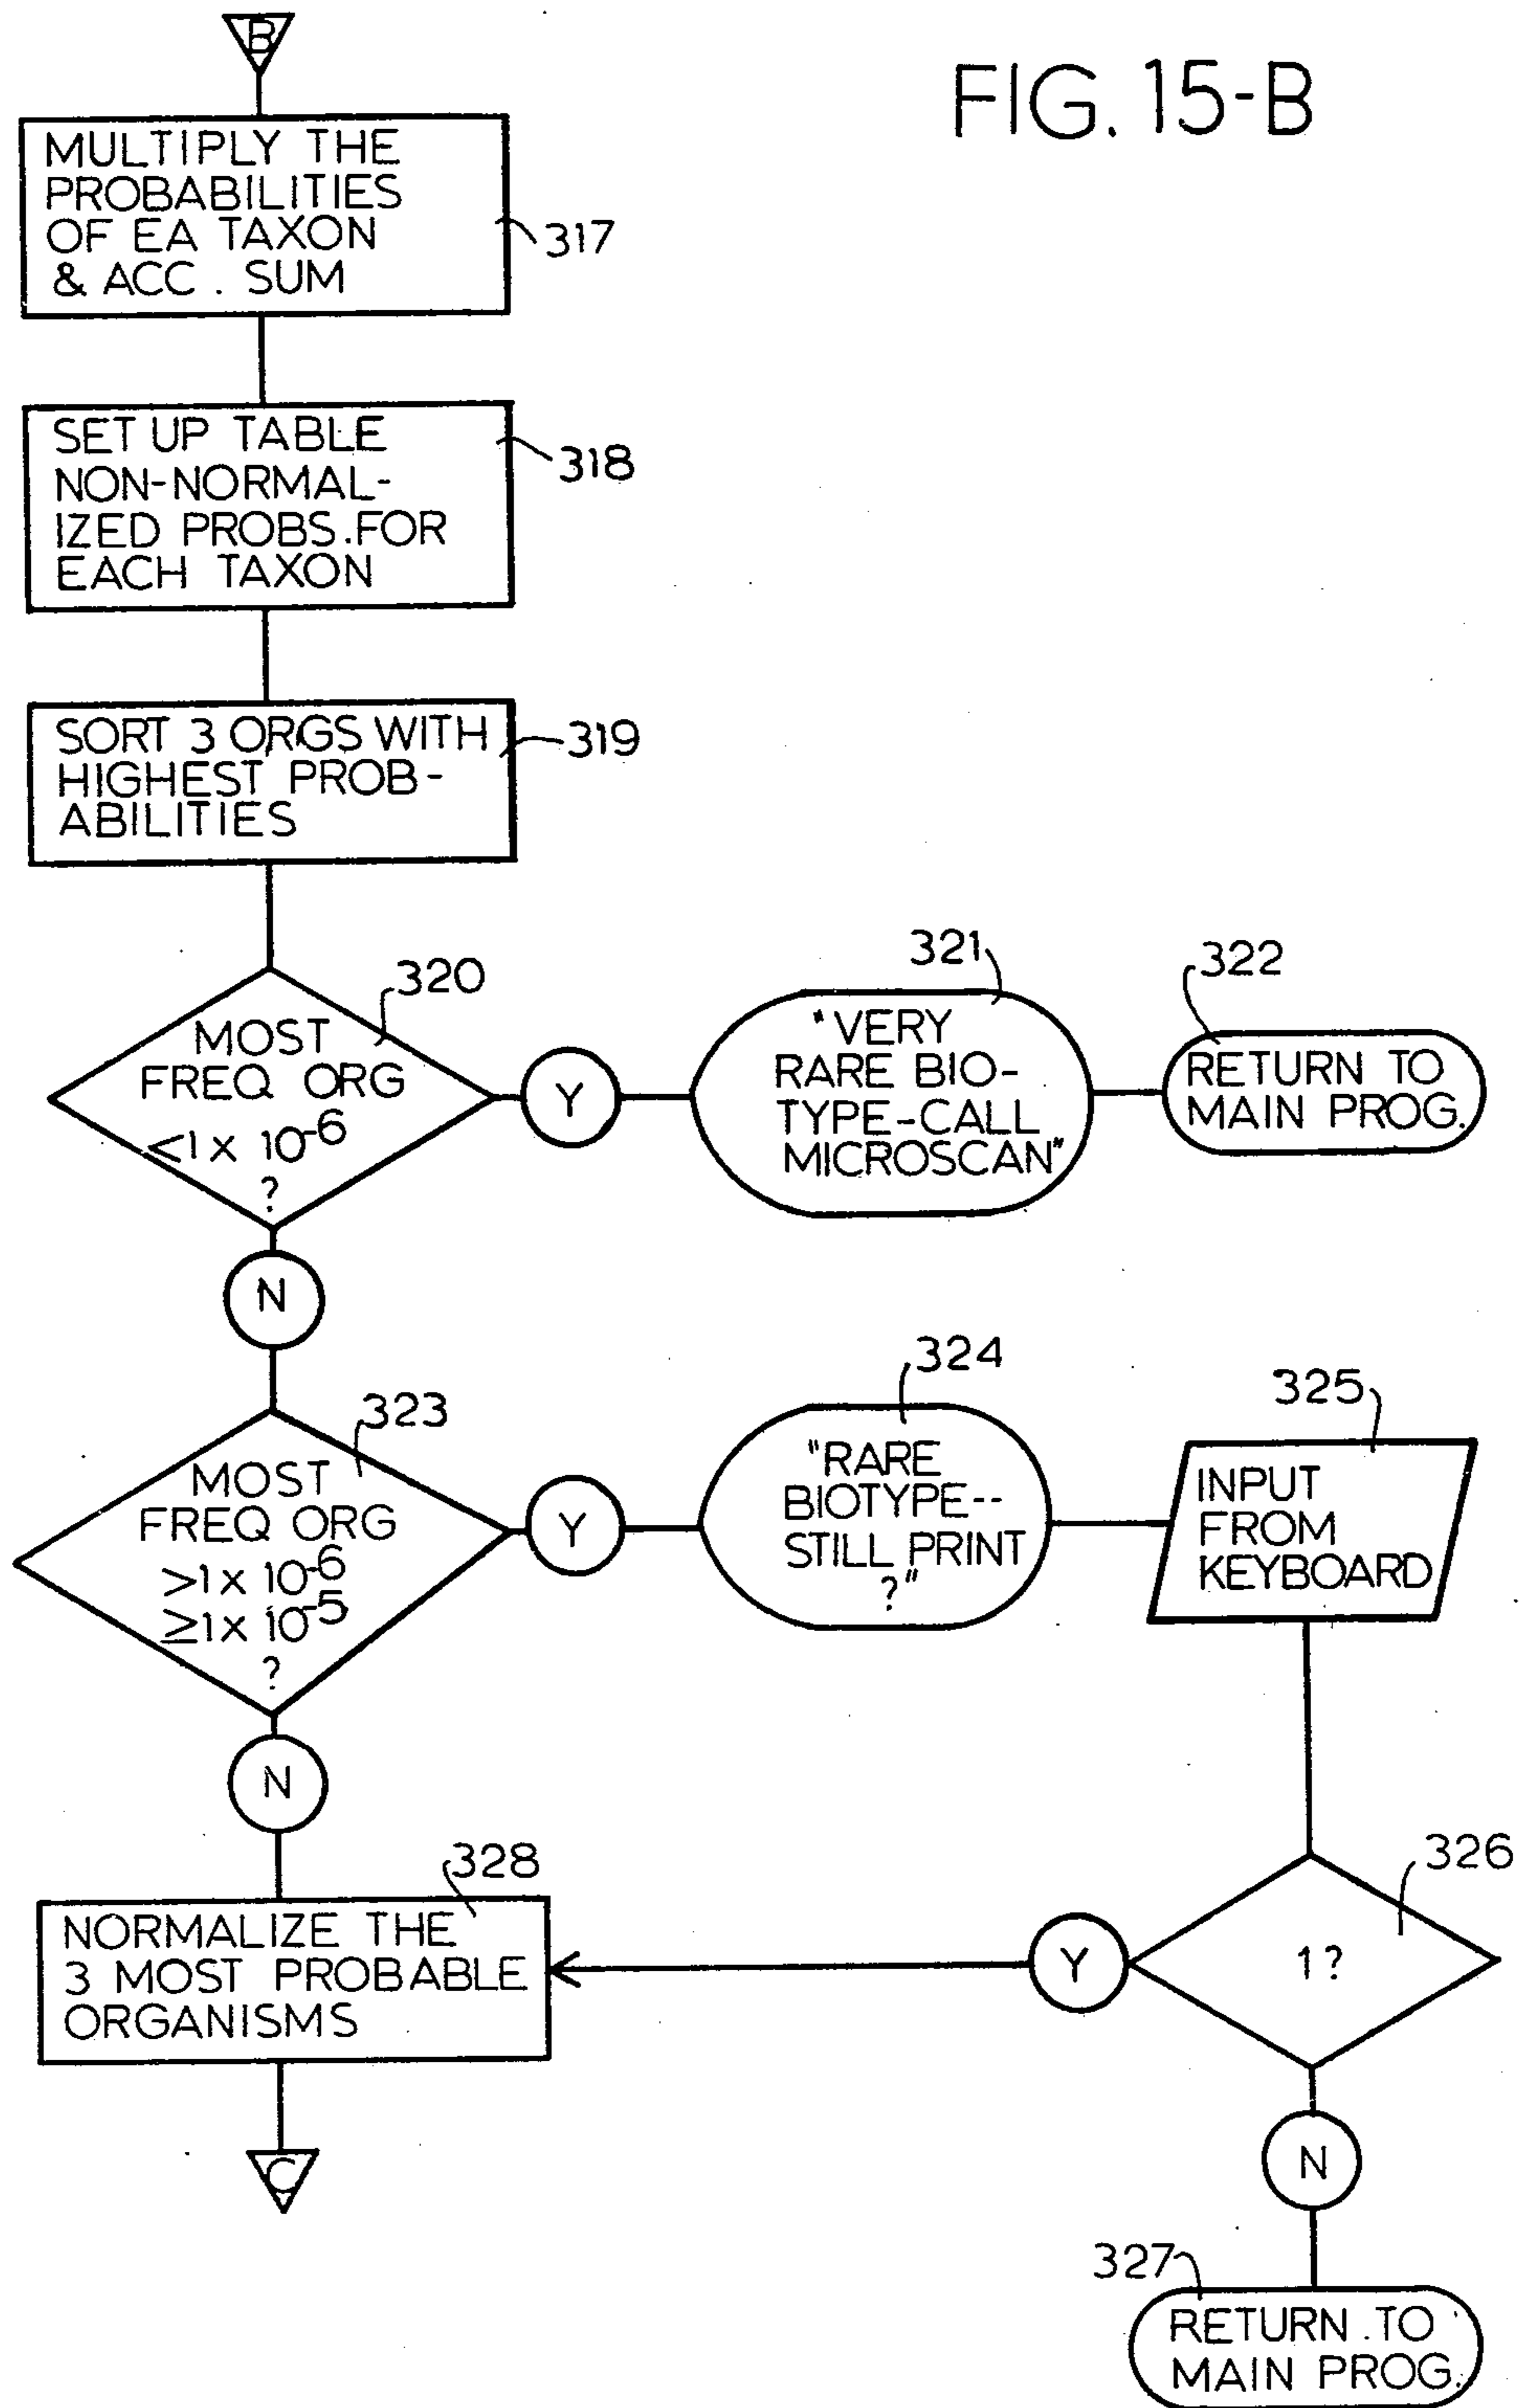 B
FIG. 15-B
MULTIPLY THE
PROBABILITIES
OF EA TAXON
& ACC. SUM
317
SET UP TABLE
NON-NORMAL-
IZED PROBS. FOR
EACH TAXON
318
SORT 3 ORGS WITH
HIGHEST PROB-
ABILITIES
319
320
MOST
FREQ ORG
<1 x 10⁻⁶
?
Y
321
"VERY
RARE BIO-
TYPE-CALL
MICROSCAN"
322
RETURN TO
MAIN PROG.
N
323
MOST
FREQ ORG
>1 x 10⁻⁶
≥1 x 10⁻⁵
?
Y
324
"RARE
BIOTYPE--
STILL PRINT
?"
325
INPUT
FROM
KEYBOARD
N
328
NORMALIZE THE
3 MOST PROBABLE
ORGANISMS
326
1?
Y
C
N
327
RETURN TO
MAIN PROG.